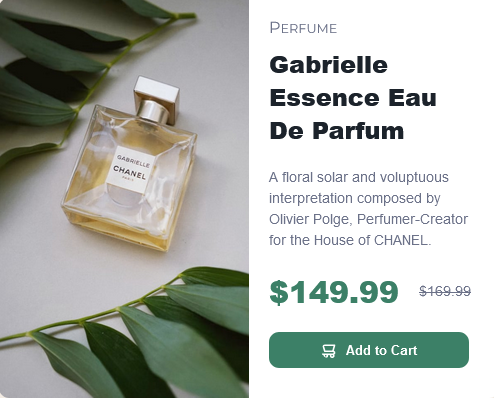 GABRIELLE
CHANEL
PARIS
PERFUME
Gabrielle
Essence Eau
De Parfum
A floral solar and voluptuous
interpretation composed by
Olivier Polge, Perfumer-Creator
for the House of CHANEL.
$149.99 $169.99
Add to Cart